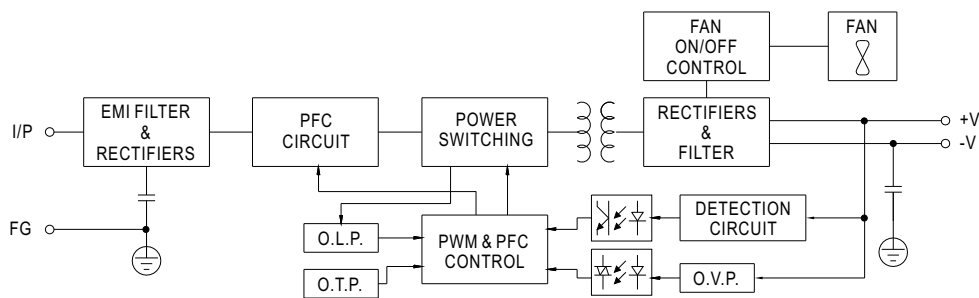 FAN
ON/OFF
CONTROL
FAN
I/P
EMI FILTER
&
RECTIFIERS
PFC
CIRCUIT
POWER
SWITCHING
RECTIFIERS
&
FILTER
+V
-V
FG
O.L.P.
O.T.P.
PWM & PFC
CONTROL
DETECTION
CIRCUIT
O.V.P.